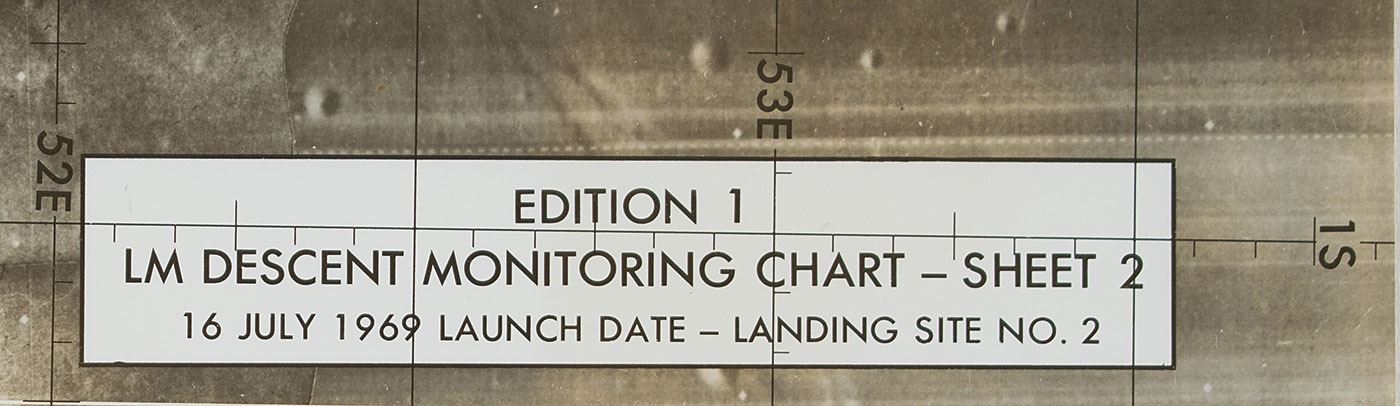 53E
52E
EDITION 1
1S
LM DESCENT MONITORING CHART – SHEET 2
16 JULY 1969 LAUNCH DATE – LANDING SITE NO. 2